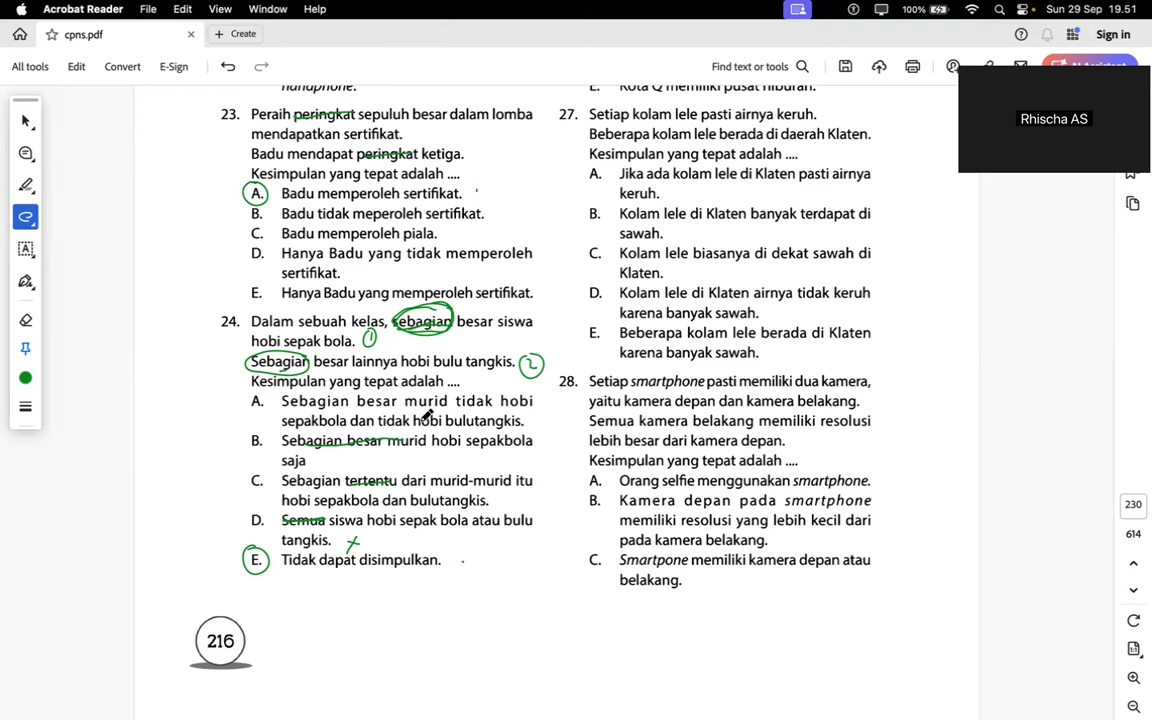 Acrobat Reader File Edit View Window Help 100% Sun 29 Sep 19.51
cpns.pdf Create Sign in
All tools Edit Convert E-Sign Find text or tools
Rhischa AS
handphone.
23. Peraih peringkat sepuluh besar dalam lomba
mendapatkan sertifikat.
Badu mendapat peringkat ketiga.
Kesimpulan yang tepat adalah ....
A. Badu memperoleh sertifikat.
B. Badu tidak meperoleh sertifikat.
C. Badu memperoleh piala.
D. Hanya Badu yang tidak memperoleh
sertifikat.
E. Hanya Badu yang memperoleh sertifikat.
24. Dalam sebuah kelas, sebagian besar siswa
hobi sepak bola. 1
Sebagian besar lainnya hobi bulu tangkis. 2
Kesimpulan yang tepat adalah ....
A. Sebagian besar murid tidak hobi
sepakbola dan tidak hobi bulutangkis.
B. Sebagian besar murid hobi sepakbola
saja
C. Sebagian tertentu dari murid-murid itu
hobi sepakbola dan bulutangkis.
D. Semua siswa hobi sepak bola atau bulu
tangkis. x
E. Tidak dapat disimpulkan.
216
E. Kota Q memiliki pusat hiburan.
27. Setiap kolam lele pasti airnya keruh.
Beberapa kolam lele berada di daerah Klaten.
Kesimpulan yang tepat adalah ....
A. Jika ada kolam lele di Klaten pasti airnya
keruh.
B. Kolam lele di Klaten banyak terdapat di
sawah.
C. Kolam lele biasanya di dekat sawah di
Klaten.
D. Kolam lele di Klaten airnya tidak keruh
karena banyak sawah.
E. Beberapa kolam lele berada di Klaten
karena banyak sawah.
28. Setiap smartphone pasti memiliki dua kamera,
yaitu kamera depan dan kamera belakang.
Semua kamera belakang memiliki resolusi
lebih besar dari kamera depan.
Kesimpulan yang tepat adalah ....
A. Orang selfie menggunakan smartphone.
B. Kamera depan pada smartphone
memiliki resolusi yang lebih kecil dari
pada kamera belakang.
C. Smartpone memiliki kamera depan atau
belakang.
230
614